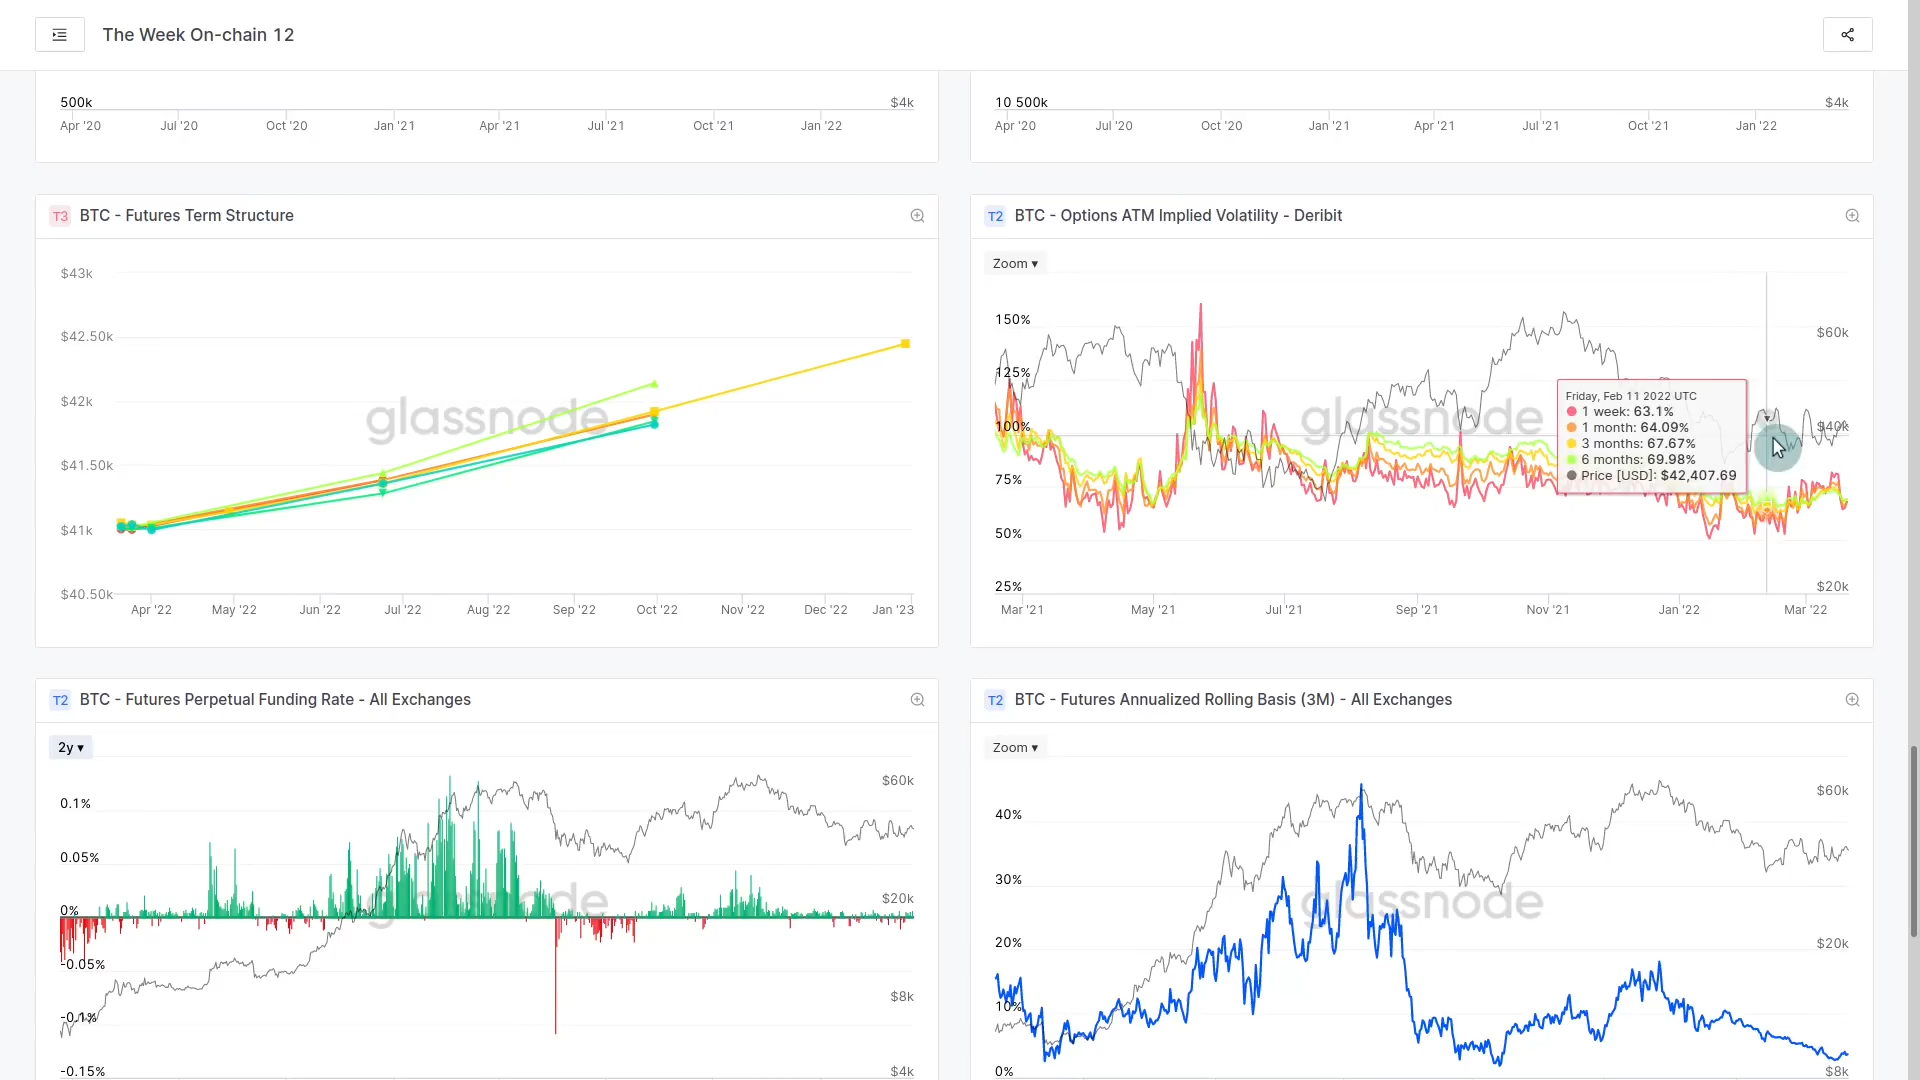 The Week On-chain 12
500k
$4k
Apr '20
Jul '20
Oct '20
Jan '21
Apr '21
Jul '21
Oct '21
Jan '22
10 500k
$4k
Apr '20
Jul '20
Oct '20
Jan '21
Apr '21
Jul '21
Oct '21
Jan '22
T3 BTC - Futures Term Structure
$43k
$42.50k
$42k
$41.50k
$41k
$40.50k
glassnode
Apr '22
May '22
Jun '22
Jul '22
Aug '22
Sep '22
Oct '22
Nov '22
Dec '22
Jan '23
T2 BTC - Options ATM Implied Volatility - Deribit
Zoom ▾
150%
125%
100%
75%
50%
25%
$60k
$40k
$20k
glassnode
Friday, Feb 11 2022 UTC
1 week: 63.1%
1 month: 64.09%
3 months: 67.67%
6 months: 69.98%
Price [USD]: $42,407.69
Mar '21
May '21
Jul '21
Sep '21
Nov '21
Jan '22
Mar '22
T2 BTC - Futures Perpetual Funding Rate - All Exchanges
2y ▾
0.1%
0.05%
0%
-0.05%
-0.1%
-0.15%
$60k
$20k
$8k
$4k
glassnode
T2 BTC - Futures Annualized Rolling Basis (3M) - All Exchanges
Zoom ▾
40%
30%
20%
10%
0%
$60k
$20k
$8k
glassnode